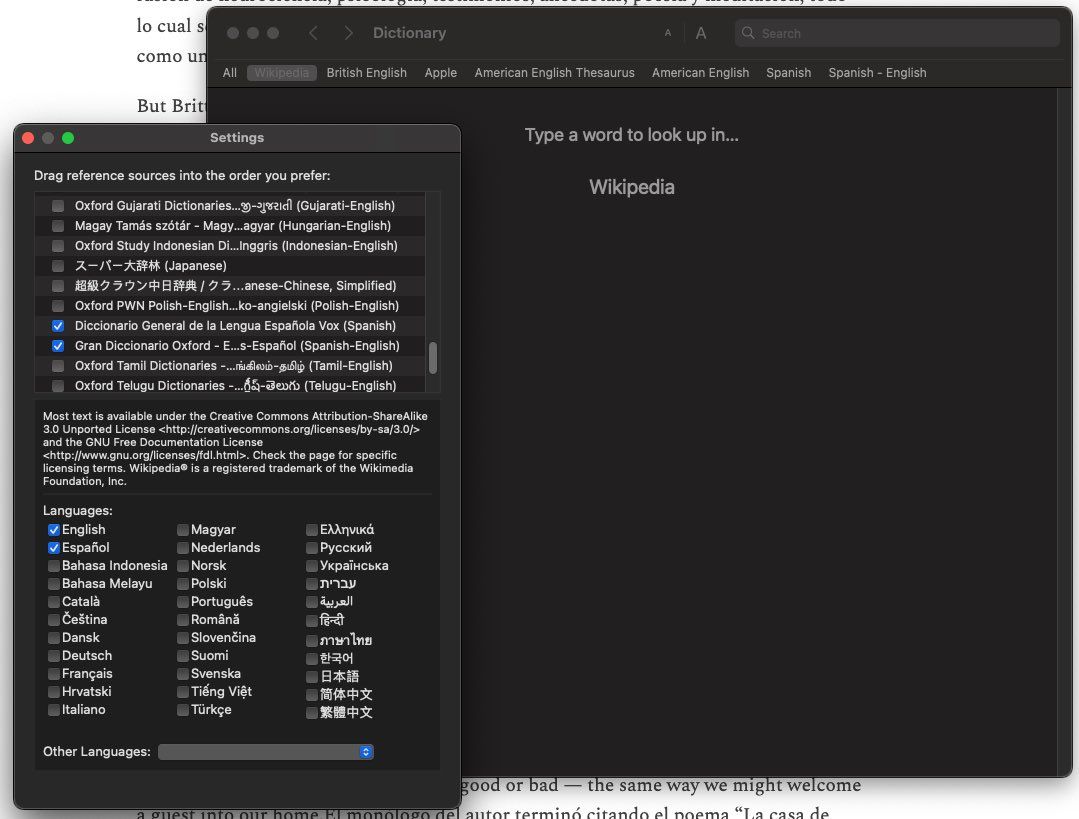 lo cual s
como un
But Britt
Dictionary
A
A
Search
All
Wikipedia
British English
Apple
American English Thesaurus
American English
Spanish
Spanish - English
Type a word to look up in...
Wikipedia
Settings
Drag reference sources into the order you prefer:
Oxford Gujarati Dictionaries...જી-ગુજરાતી (Gujarati-English)
Magay Tamás szótár - Magy...agyar (Hungarian-English)
Oxford Study Indonesian Di...Inggris (Indonesian-English)
スーパー大辞林 (Japanese)
超級クラウン中日辞典 / クラ...anese-Chinese, Simplified)
Oxford PWN Polish-English...ko-angielski (Polish-English)
Diccionario General de la Lengua Española Vox (Spanish)
Gran Diccionario Oxford - E...s-Español (Spanish-English)
Oxford Tamil Dictionaries -...ங்கிலம்-தமிழ் (Tamil-English)
Oxford Telugu Dictionaries -...గ్లీష్-తెలుగు (Telugu-English)
Most text is available under the Creative Commons Attribution-ShareAlike
3.0 Unported License <http://creativecommons.org/licenses/by-sa/3.0/>
and the GNU Free Documentation License
<http://www.gnu.org/licenses/fdl.html>. Check the page for specific
licensing terms. Wikipedia® is a registered trademark of the Wikimedia
Foundation, Inc.
Languages:
English
Español
Bahasa Indonesia
Bahasa Melayu
Català
Čeština
Dansk
Deutsch
Français
Hrvatski
Italiano
Magyar
Nederlands
Norsk
Polski
Português
Română
Slovenčina
Suomi
Svenska
Tiếng Việt
Türkçe
Ελληνικά
Русский
Українська
עברית
العربية
हिन्दी
ภาษาไทย
한국어
日本語
简体中文
繁體中文
Other Languages:
good or bad — the same way we might welcome
a guest into our home El monólogo del autor terminó citando el poema “La casa de